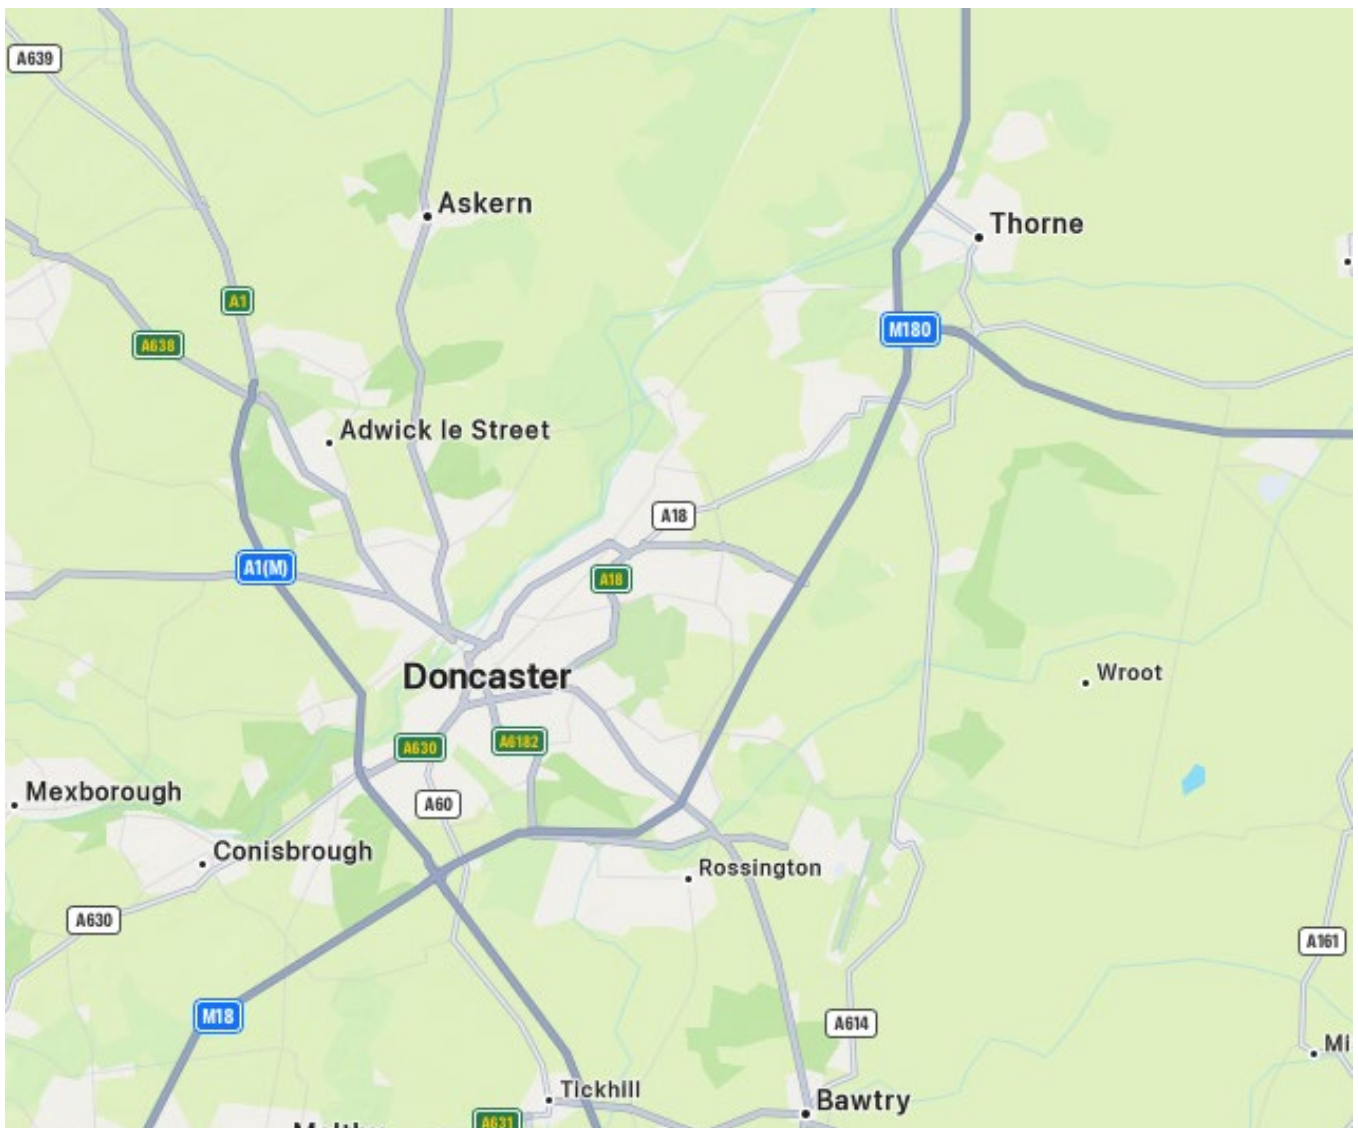 A639
Askern
Thorne
A1
M180
A638
Adwick le Street
A18
A1(M)
A18
Doncaster
Wroot
A630
A6182
Mexborough
A60
Conisbrough
Rossington
A630
A161
M18
A614
Mi
Tickhill
Bawtry
A631